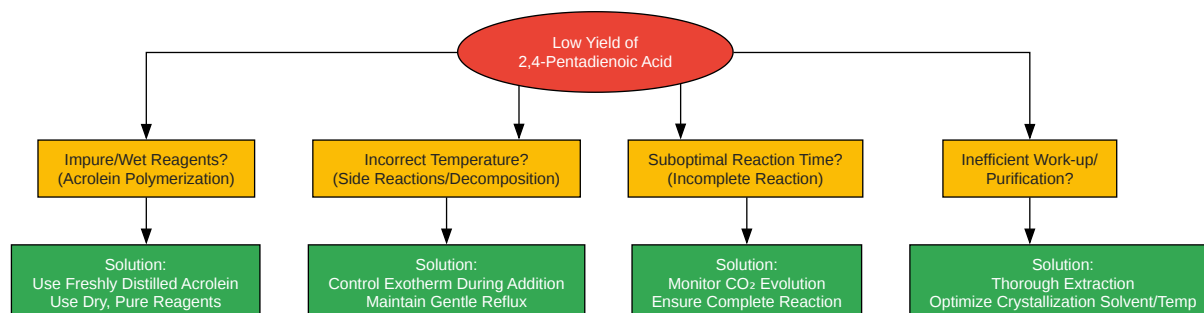 Low Yield of
2,4-Pentadienoic Acid
Impure/Wet Reagents?
(Acrolein Polymerization)
Incorrect Temperature?
(Side Reactions/Decomposition)
Suboptimal Reaction Time?
(Incomplete Reaction)
Inefficient Work-up/
Purification?
Solution:
Use Freshly Distilled Acrolein
Use Dry, Pure Reagents
Solution:
Control Exotherm During Addition
Maintain Gentle Reflux
Solution:
Monitor CO₂ Evolution
Ensure Complete Reaction
Solution:
Thorough Extraction
Optimize Crystallization Solvent/Temp